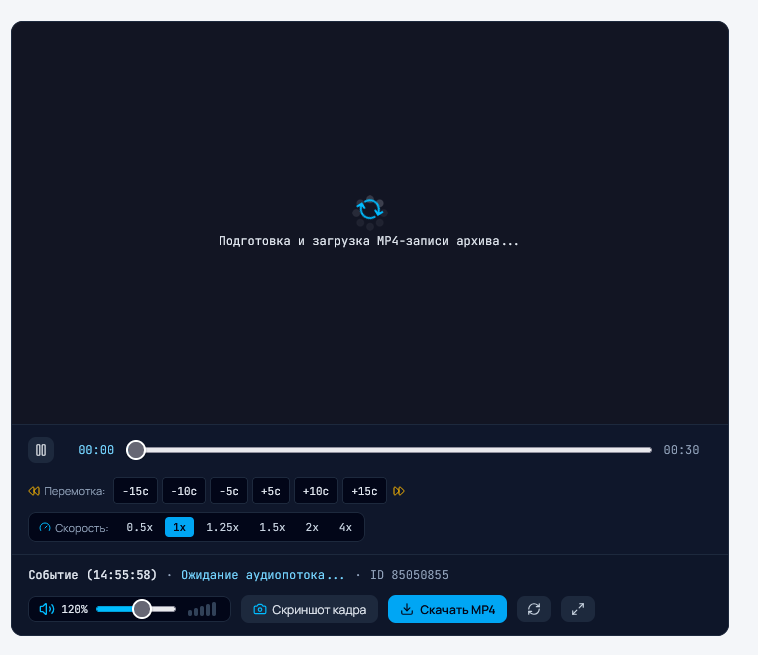 Подготовка и загрузка MP4-записи архива...
00:00 00:30
Перемотка: -15с -10с -5с +5с +10с +15с
Скорость: 0.5x 1x 1.25x 1.5x 2x 4x
Событие (14:55:58) · Ожидание аудиопотока... · ID 85050855
120% Скриншот кадра Скачать MP4